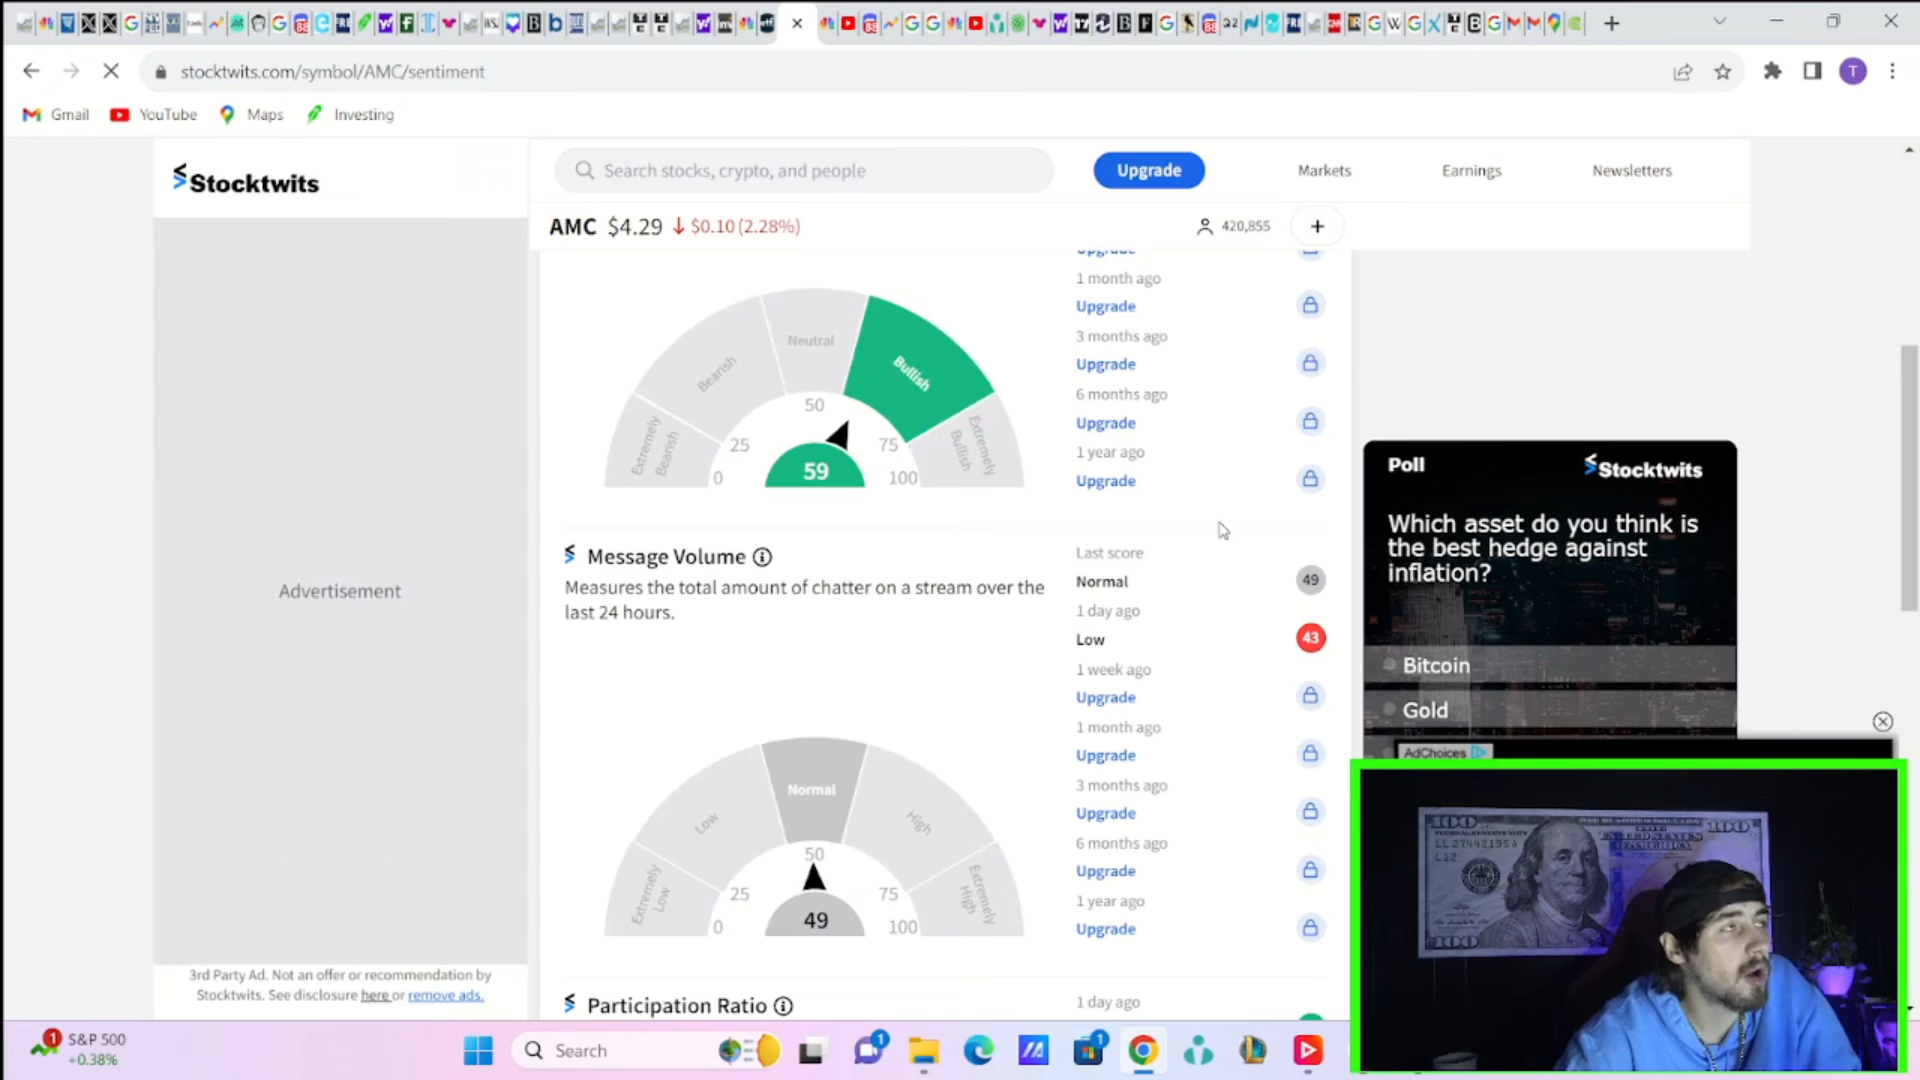 stocktwits.com/symbol/AMC/sentiment
T
Gmail
YouTube
Maps
Investing
Stocktwits
Search stocks, crypto, and people
Upgrade
Markets
Earnings
Newsletters
AMC $4.29 ↓ $0.10 (2.28%)
420,855
+
Advertisement
3rd Party Ad. Not an offer or recommendation by
Stocktwits. See disclosure here or remove ads.
Extremely
Bearish
Bearish
Neutral
Bullish
Extremely
Bullish
0
25
50
75
100
59
Upgrade
1 month ago
Upgrade
3 months ago
Upgrade
6 months ago
Upgrade
1 year ago
Upgrade
Message Volume
Measures the total amount of chatter on a stream over the
last 24 hours.
Extremely
Low
Low
Normal
High
Extremely
High
0
25
50
75
100
49
Last score
Normal 49
1 day ago
Low 43
1 week ago
Upgrade
1 month ago
Upgrade
3 months ago
Upgrade
6 months ago
Upgrade
1 year ago
Upgrade
Participation Ratio
1 day ago
Poll
Stocktwits
Which asset do you think is
the best hedge against
inflation?
Bitcoin
Gold
AdChoices
100
100
100
1
S&P 500
+0.38%
Search
1
1